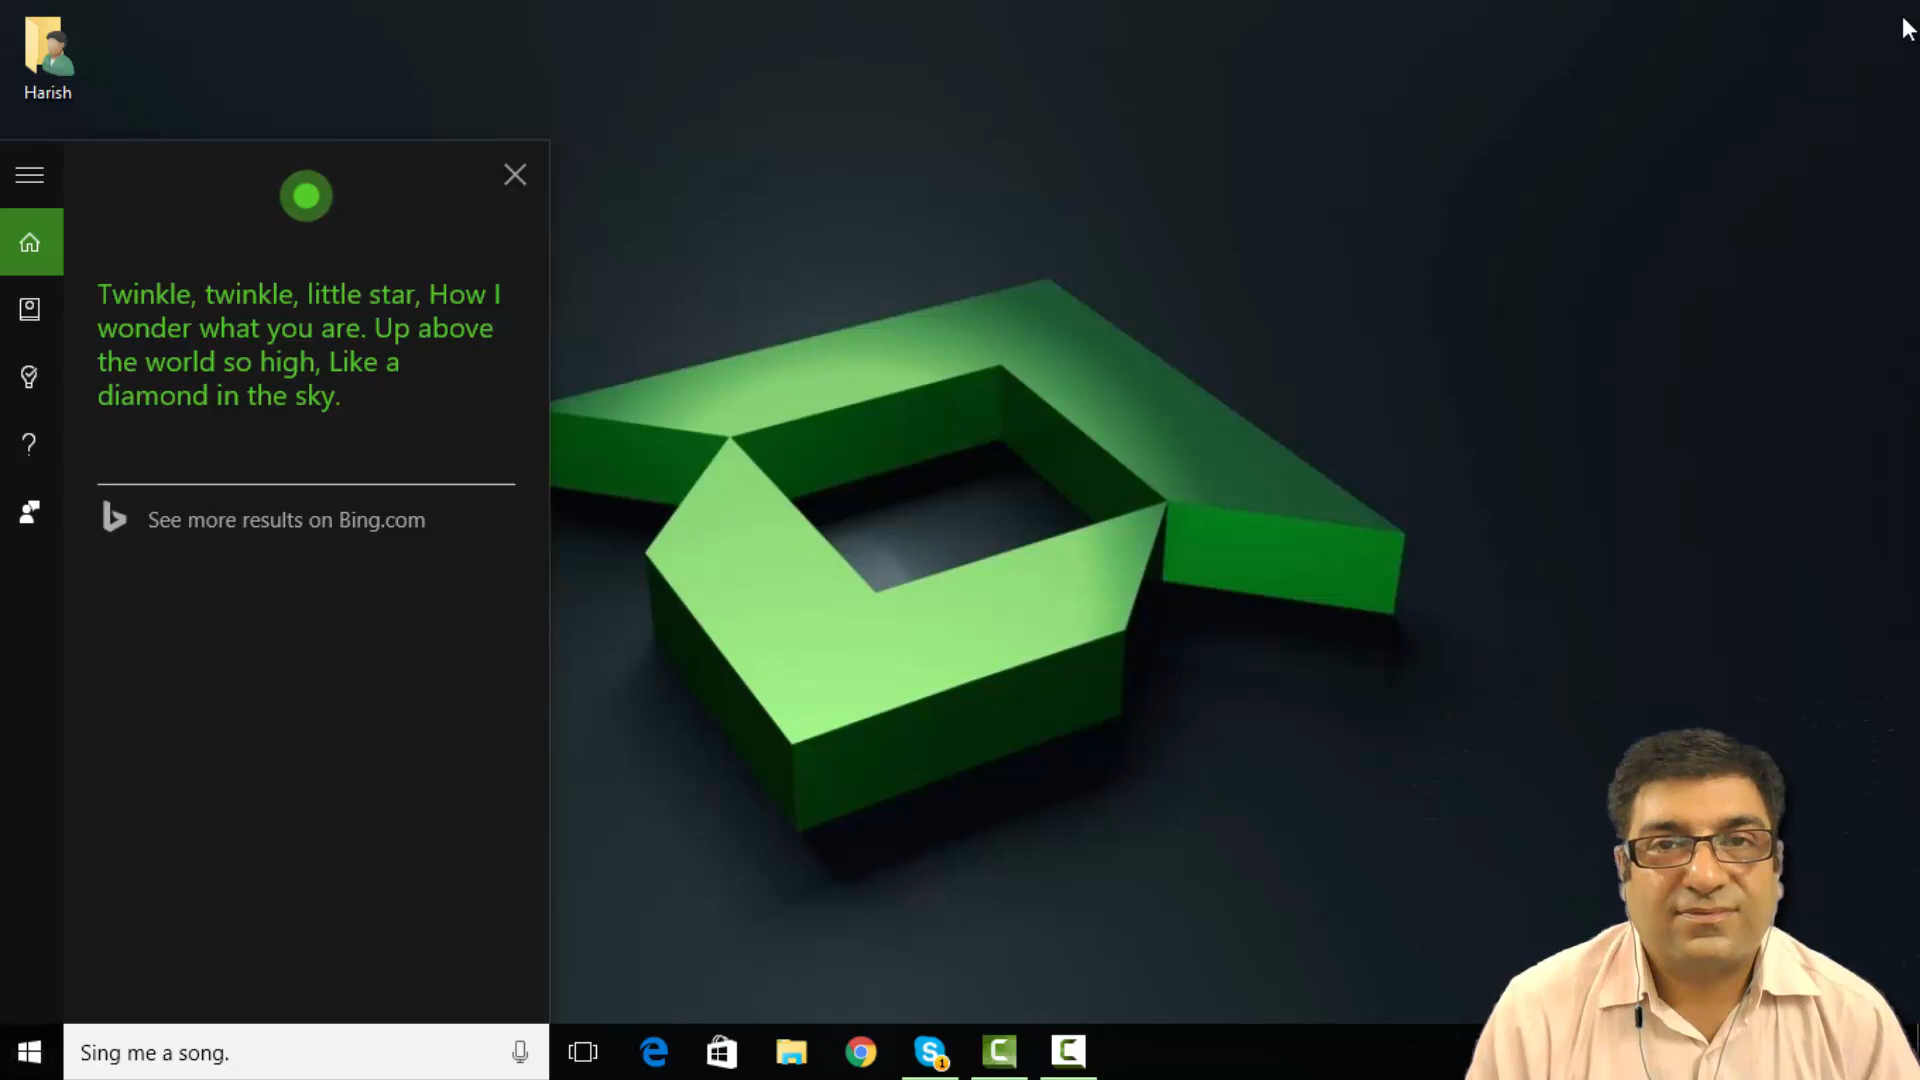 Harish
Twinkle, twinkle, little star, How I
wonder what you are. Up above
the world so high, Like a
diamond in the sky.
See more results on Bing.com
Sing me a song.
1